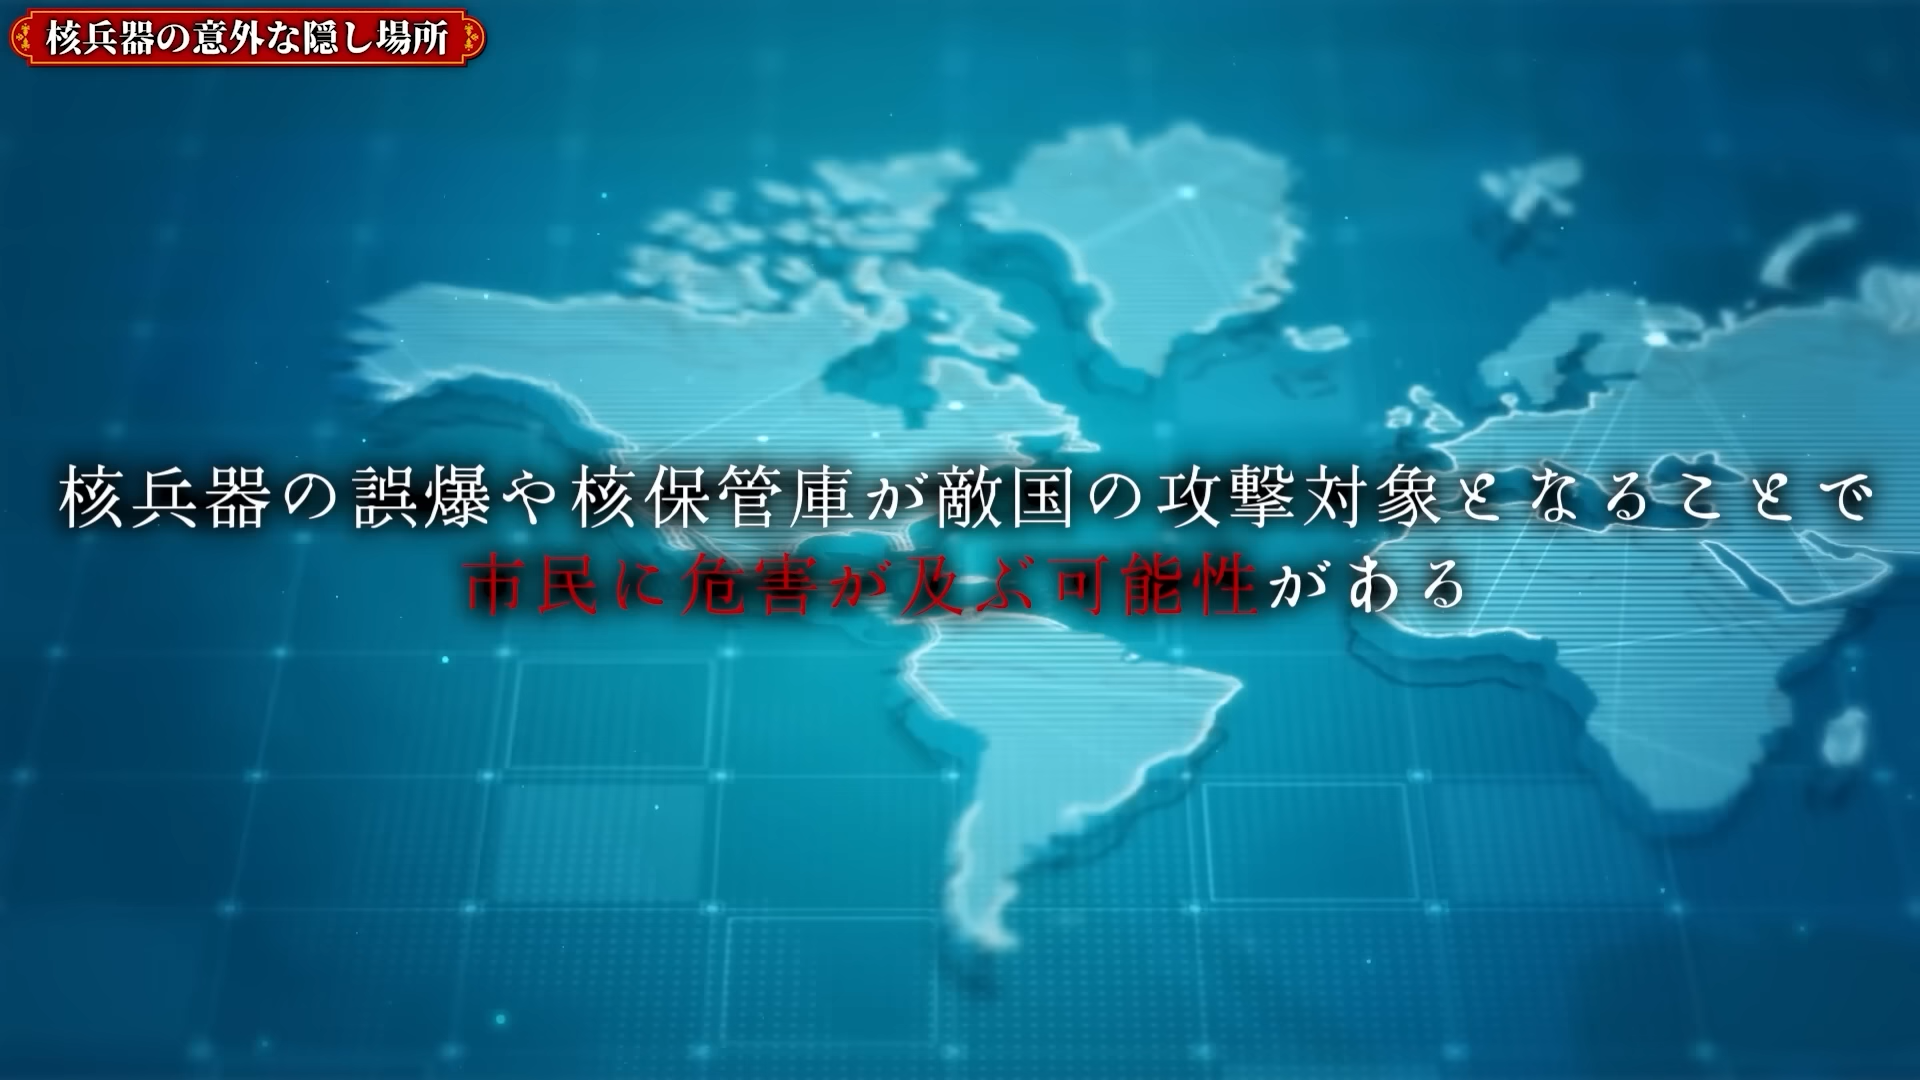 核兵器の意外な隠し場所
核兵器の誤爆や核保管庫が敵国の攻撃対象となることで
市民に危害が及ぶ可能性がある